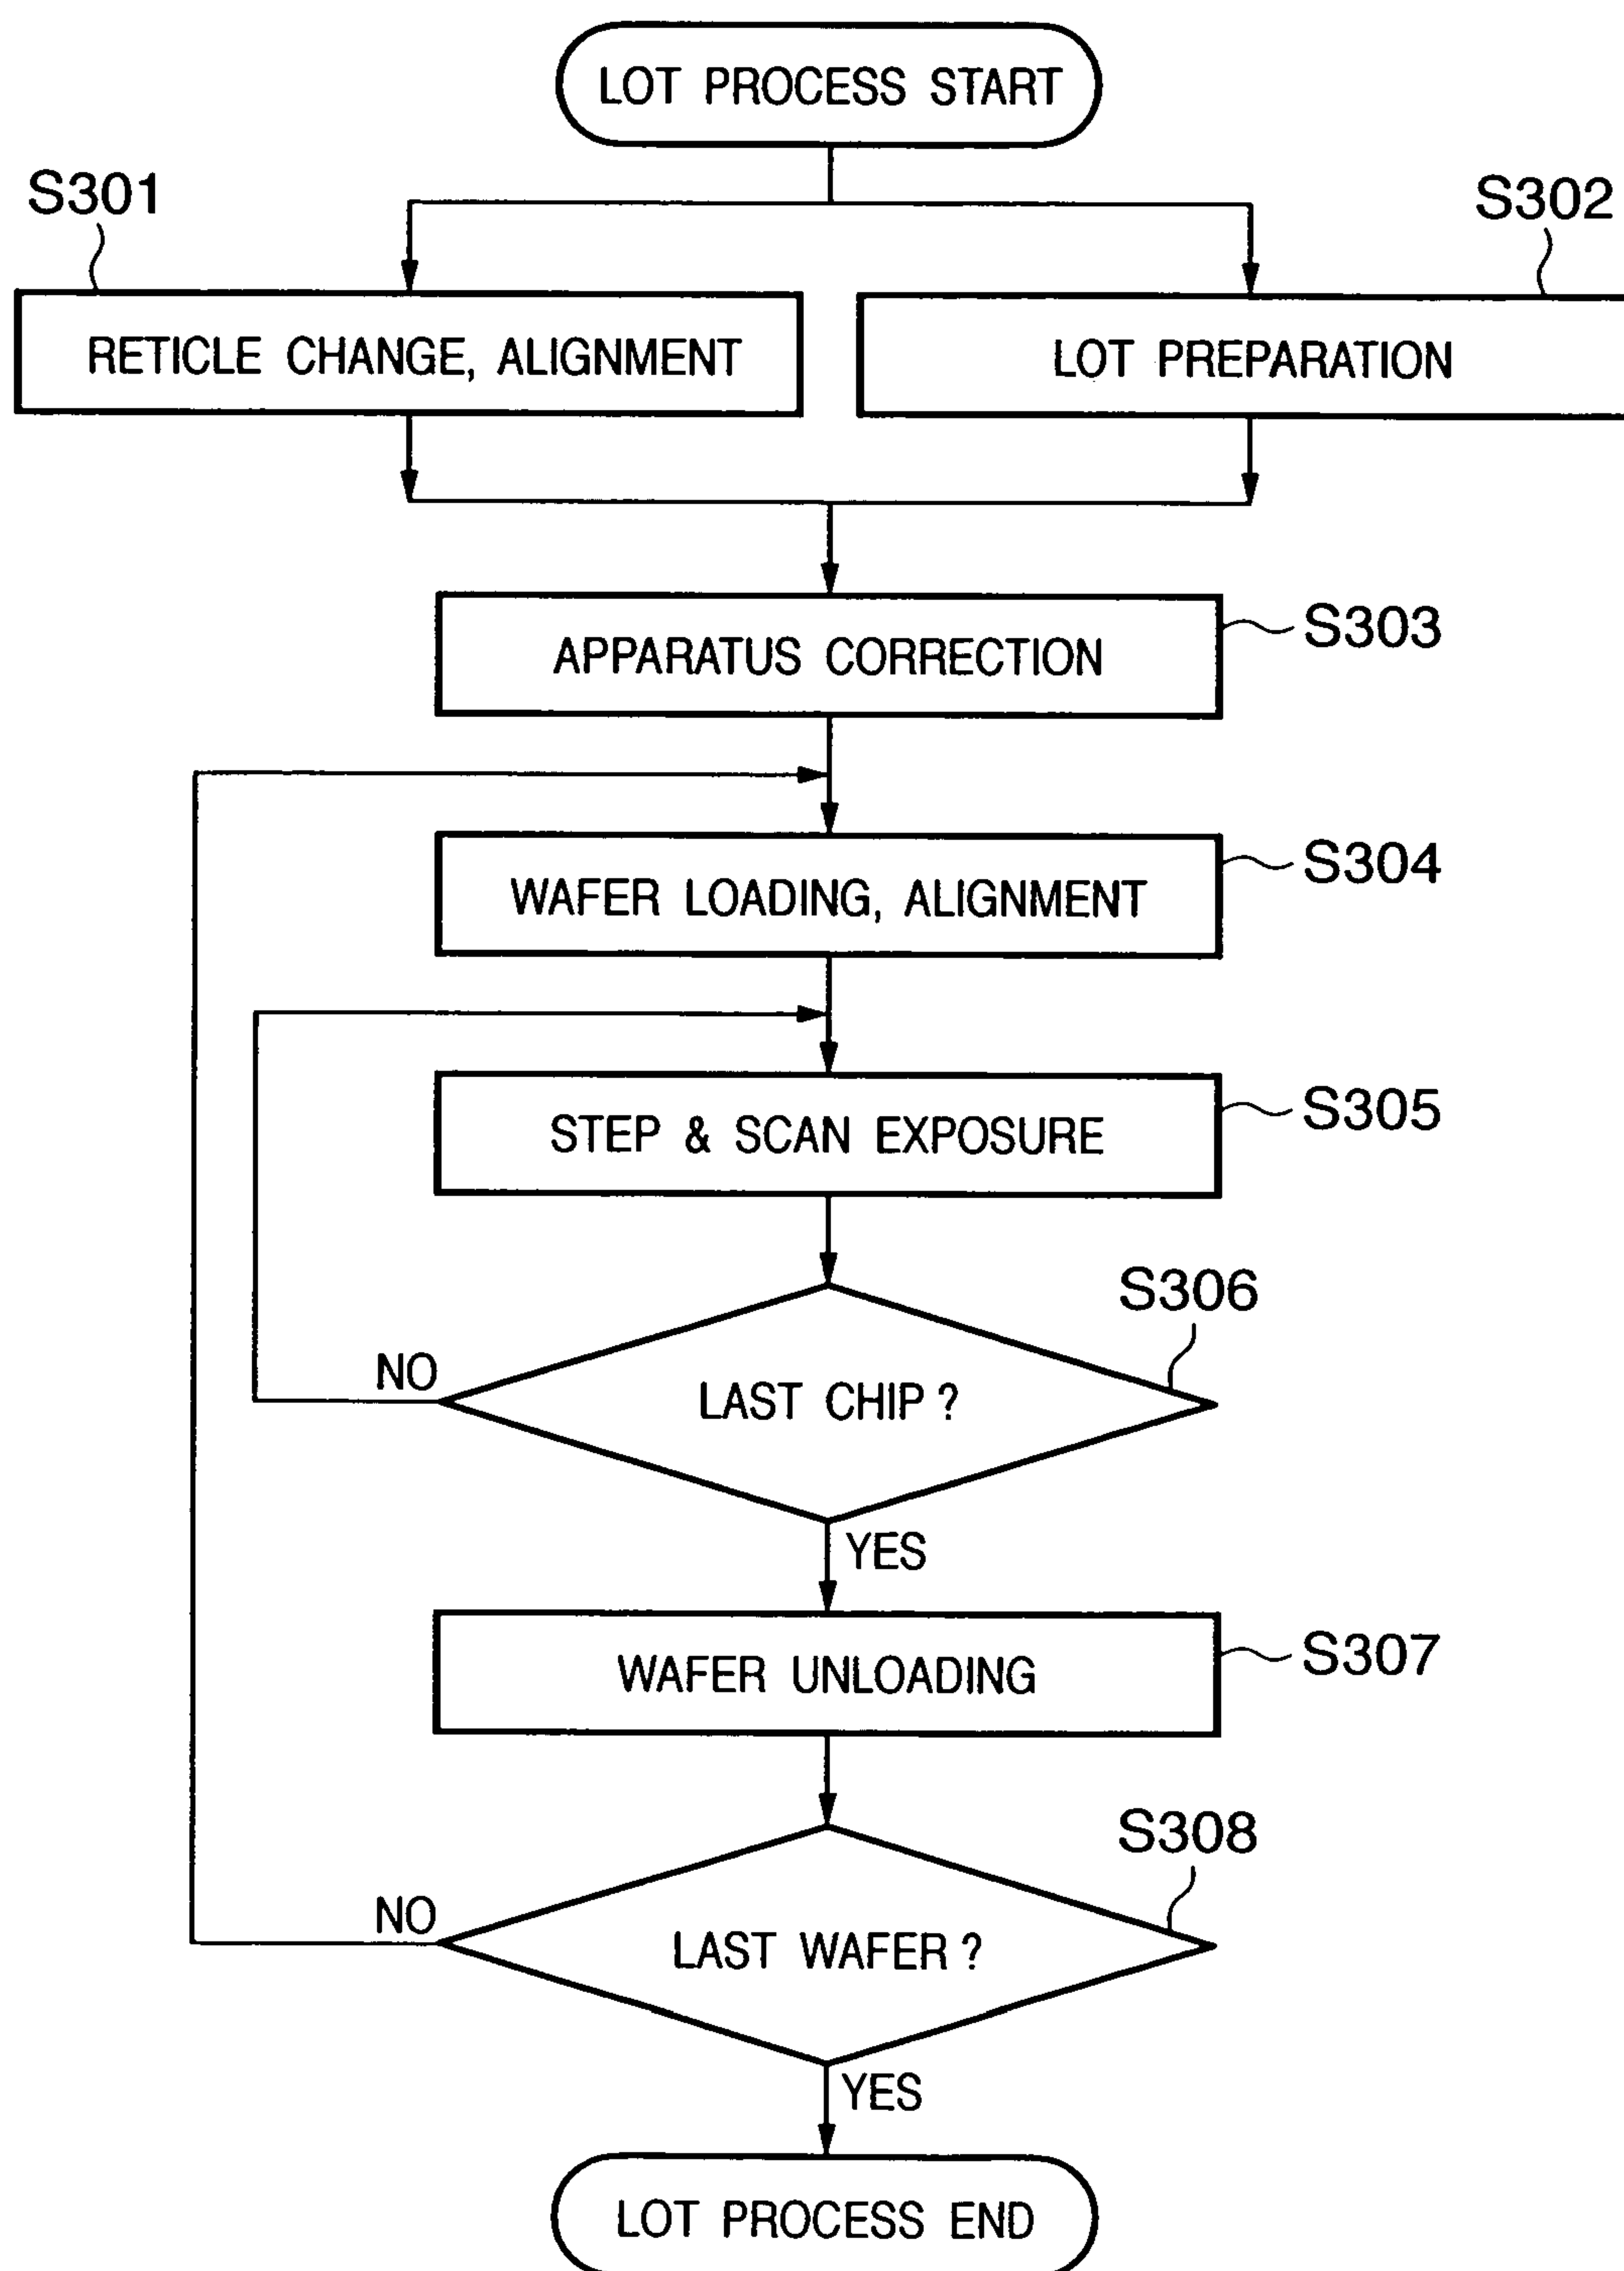 LOT PROCESS START
S301
S302
RETICLE CHANGE, ALIGNMENT
LOT PREPARATION
APPARATUS CORRECTION
S303
WAFER LOADING, ALIGNMENT
S304
STEP & SCAN EXPOSURE
S305
S306
NO
LAST CHIP ?
YES
WAFER UNLOADING
S307
S308
NO
LAST WAFER ?
YES
LOT PROCESS END